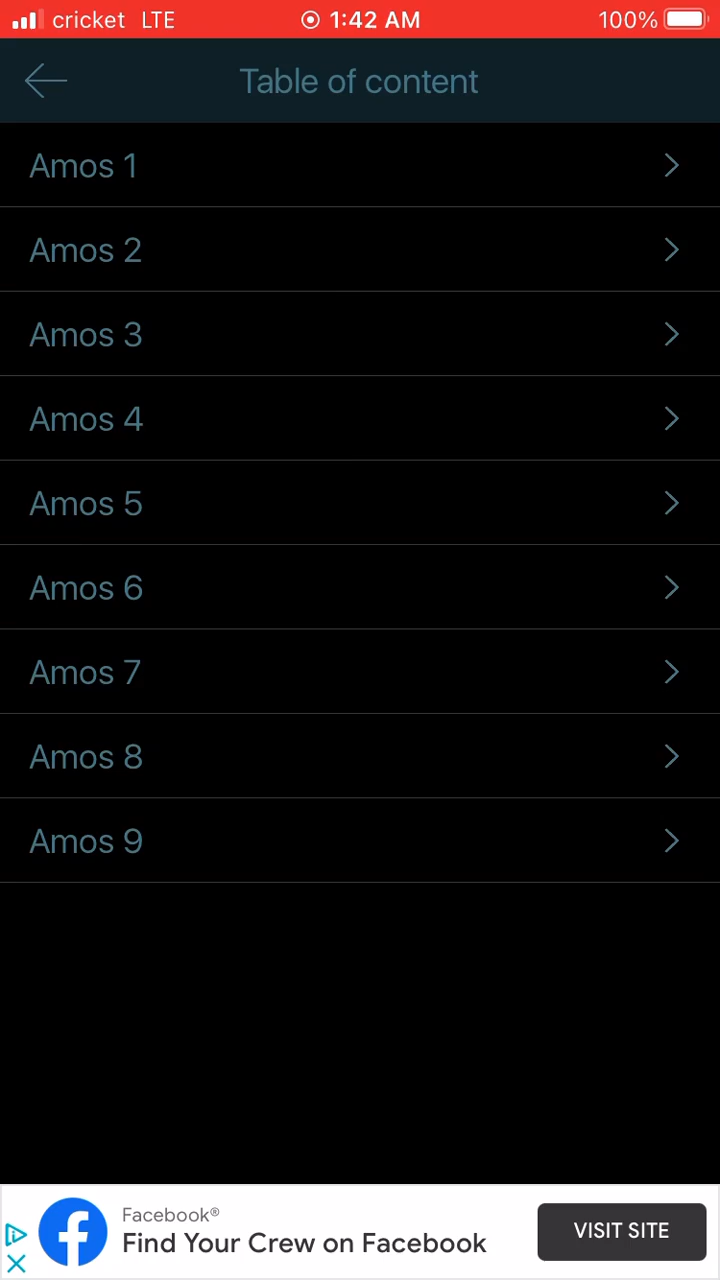 cricket LTE 1:42 AM 100%
Table of content
Amos 1
Amos 2
Amos 3
Amos 4
Amos 5
Amos 6
Amos 7
Amos 8
Amos 9
Facebook®
Find Your Crew on Facebook
VISIT SITE